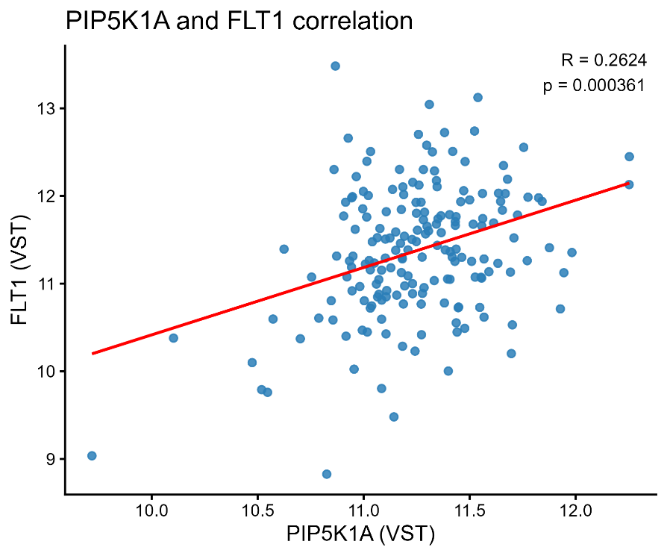 PIP5K1A and FLT1 correlation
R = 0.2624
p = 0.000361
13
12
11
10
9
FLT1 (VST)
10.0 10.5 11.0 11.5 12.0
PIP5K1A (VST)